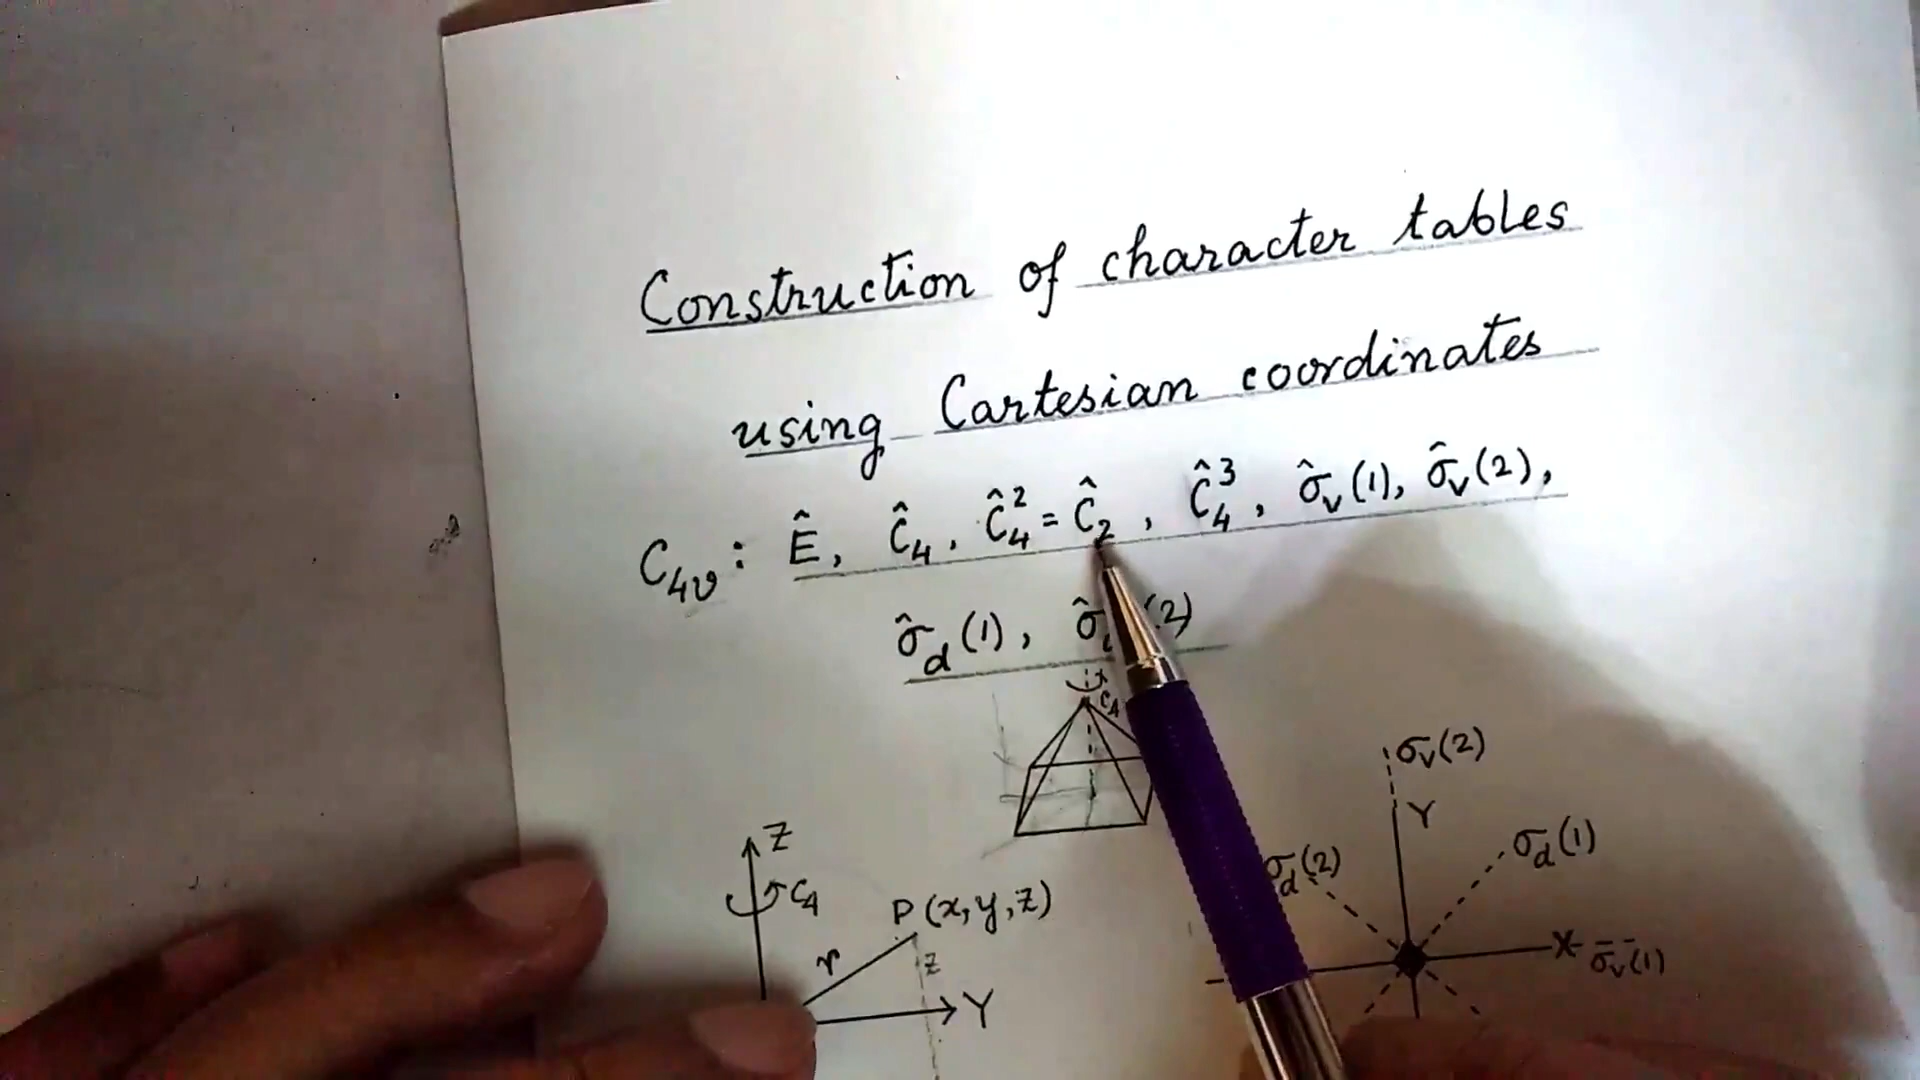 Construction of character tables
using Cartesian coordinates
C₄ᵥ : Ê, Ĉ₄, Ĉ₄² = Ĉ₂, Ĉ₄³, σ̂ᵥ(1), σ̂ᵥ(2),
σ̂d(1), σ̂ (2)
C₄
σᵥ(2)
Y
σd(1)
σd(2)
X- σᵥ(1)
Z
C₄
P(x,y,z)
r
z
Y